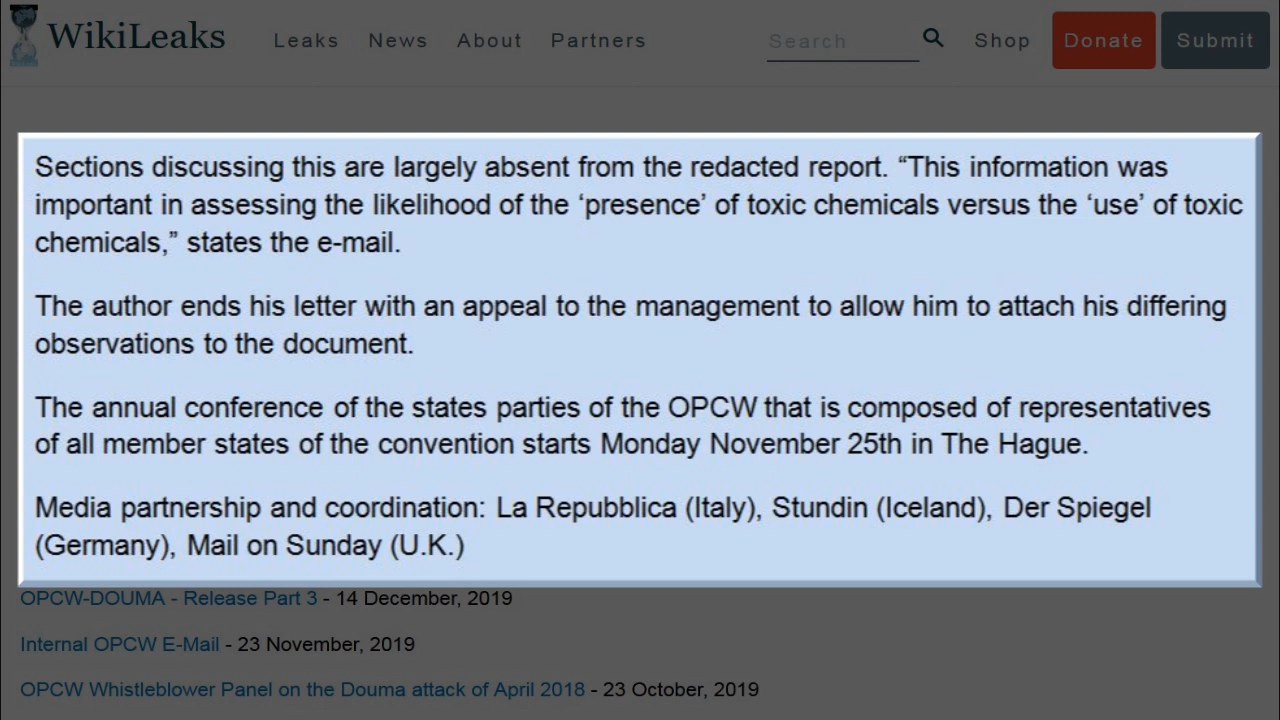 WikiLeaks Leaks News About Partners Search Shop Donate Submit
Sections discussing this are largely absent from the redacted report. “This information was
important in assessing the likelihood of the ‘presence’ of toxic chemicals versus the ‘use’ of toxic
chemicals,” states the e-mail.
The author ends his letter with an appeal to the management to allow him to attach his differing
observations to the document.
The annual conference of the states parties of the OPCW that is composed of representatives
of all member states of the convention starts Monday November 25th in The Hague.
Media partnership and coordination: La Repubblica (Italy), Stundin (Iceland), Der Spiegel
(Germany), Mail on Sunday (U.K.)
OPCW-DOUMA - Release Part 3 - 14 December, 2019
Internal OPCW E-Mail - 23 November, 2019
OPCW Whistleblower Panel on the Douma attack of April 2018 - 23 October, 2019